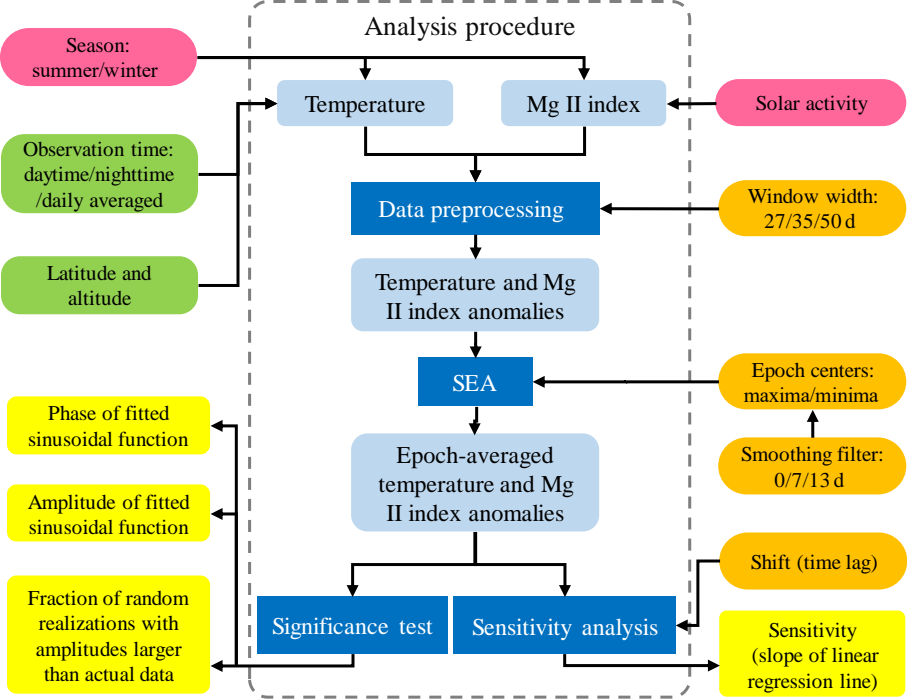 Analysis procedure
Season:
summer/winter
Temperature
Mg II index
Solar activity
Observation time:
daytime/nighttime
/daily averaged
Data preprocessing
Window width:
27/35/50 d
Latitude and
altitude
Temperature and Mg
II index anomalies
SEA
Epoch centers:
maxima/minima
Phase of fitted
sinusoidal function
Epoch-averaged
temperature and Mg
II index anomalies
Smoothing filter:
0/7/13 d
Amplitude of fitted
sinusoidal function
Shift (time lag)
Fraction of random
realizations with
amplitudes larger
than actual data
Significance test
Sensitivity analysis
Sensitivity
(slope of linear
regression line)